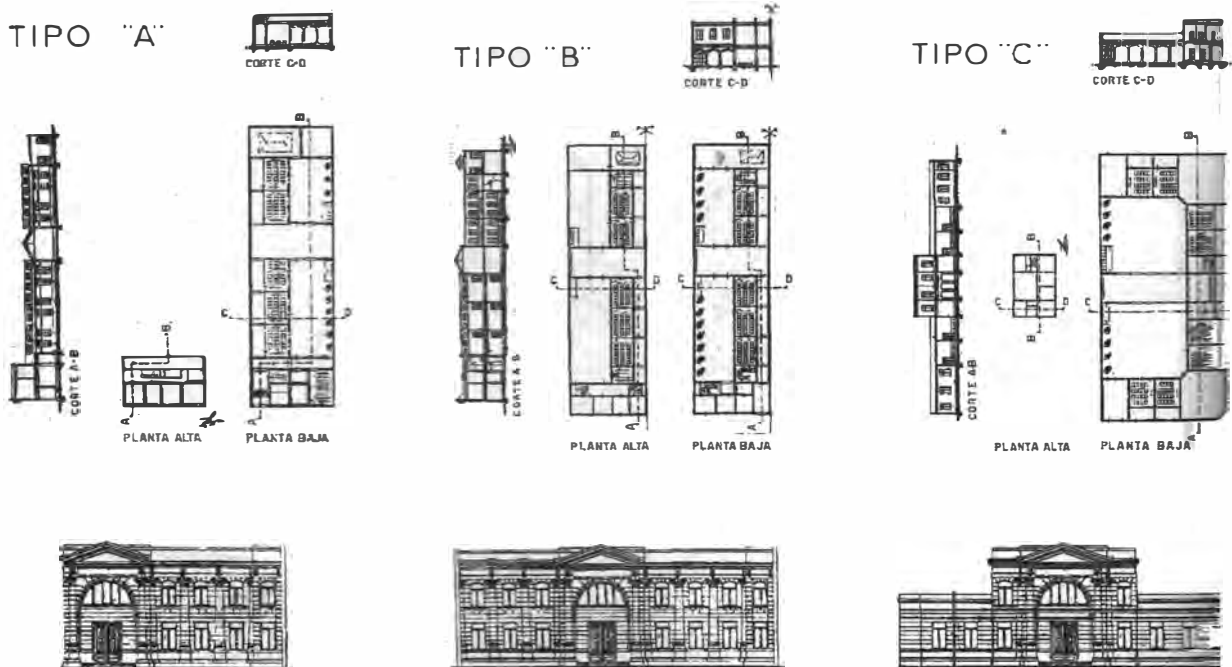 TIPO "A"
CORTE C-D
B
C
D
A
CORTE A-B
B
A
PLANTA ALTA
PLANTA BAJA
TIPO "B"
CORTE C-D
B
C
D
A
B
C
D
A
CORTE A-B
PLANTA ALTA
PLANTA BAJA
TIPO "C"
CORTE C-D
B
C
D
B
B
C
A
CORTE AB
PLANTA ALTA
PLANTA BAJA